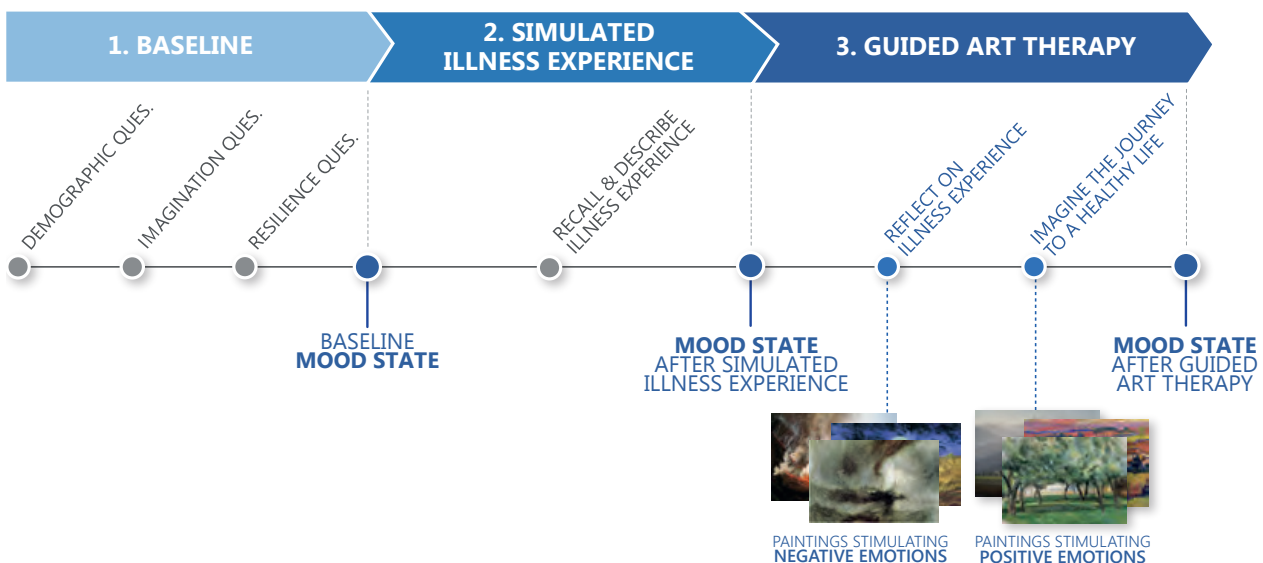 1. BASELINE
2. SIMULATED
ILLNESS EXPERIENCE
3. GUIDED ART THERAPY
DEMOGRAPHIC QUES.
IMAGINATION QUES.
RESILIENCE QUES.
RECALL & DESCRIBE
ILLNESS EXPERIENCE
REFLECT ON
ILLNESS EXPERIENCE
IMAGINE THE JOURNEY
TO A HEALTHY LIFE
BASELINE
MOOD STATE
MOOD STATE
AFTER SIMULATED
ILLNESS EXPERIENCE
MOOD STATE
AFTER GUIDED
ART THERAPY
PAINTINGS STIMULATING
NEGATIVE EMOTIONS
PAINTINGS STIMULATING
POSITIVE EMOTIONS